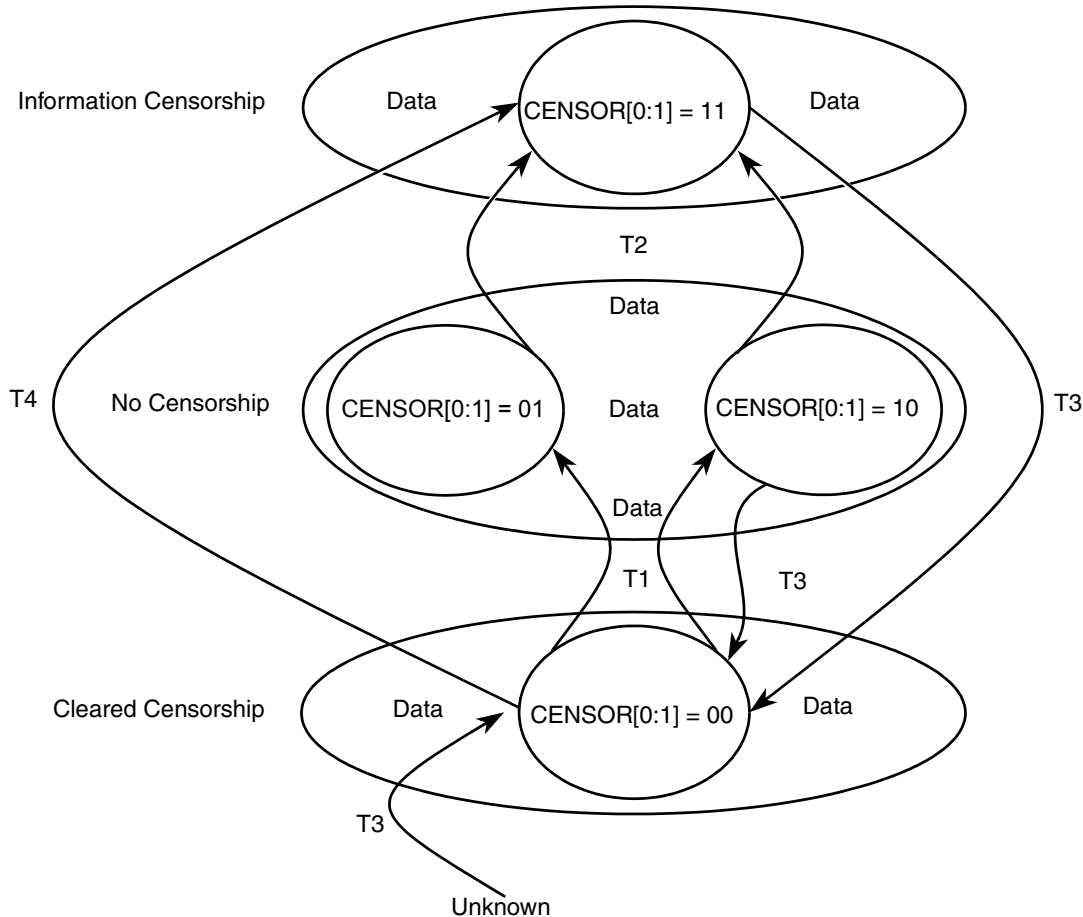 Information Censorship
Data
CENSOR[0:1] = 11
Data
T2
Data
T4
No Censorship
CENSOR[0:1] = 01
Data
CENSOR[0:1] = 10
T3
Data
T1
T3
Cleared Censorship
Data
CENSOR[0:1] = 00
Data
T3
Unknown